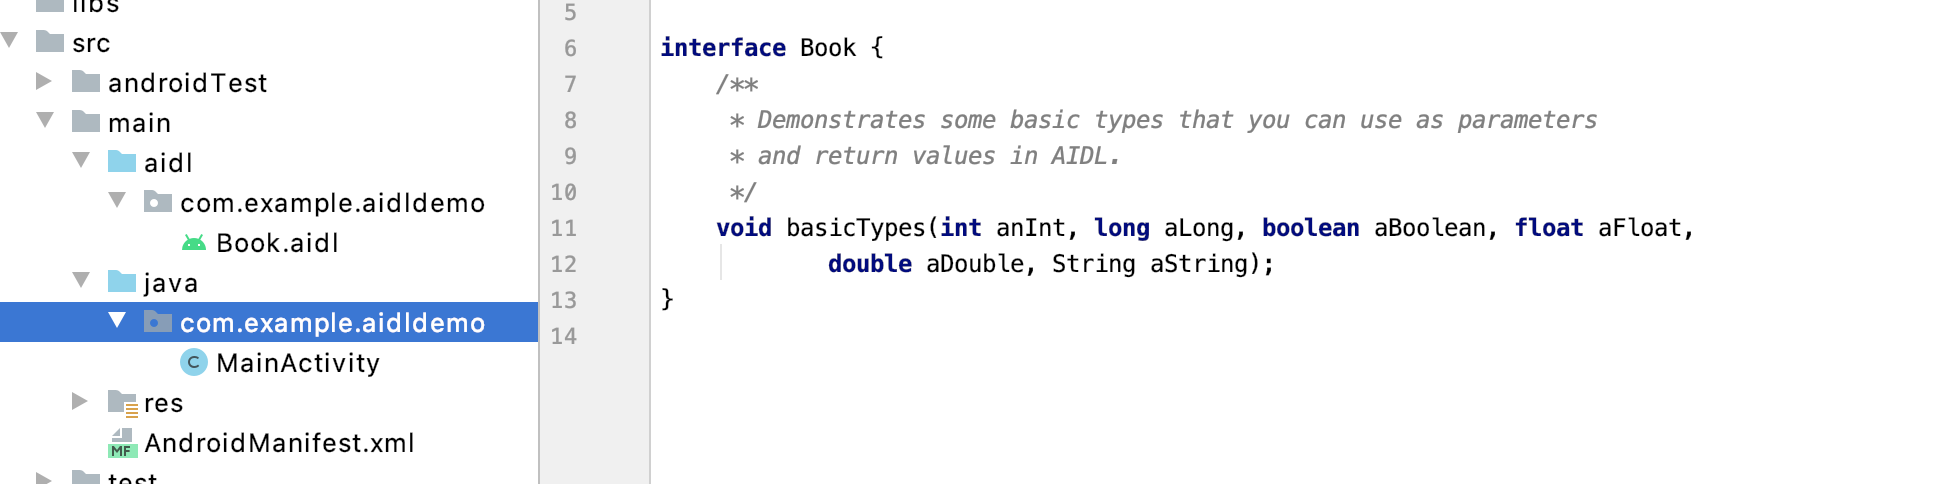 libs
src
androidTest
main
aidl
com.example.aidldemo
Book.aidl
java
com.example.aidldemo
C MainActivity
res
MF AndroidManifest.xml
test
5
6 interface Book {
7 /**
8 * Demonstrates some basic types that you can use as parameters
9 * and return values in AIDL.
10 */
11 void basicTypes(int anInt, long aLong, boolean aBoolean, float aFloat,
12 double aDouble, String aString);
13 }
14